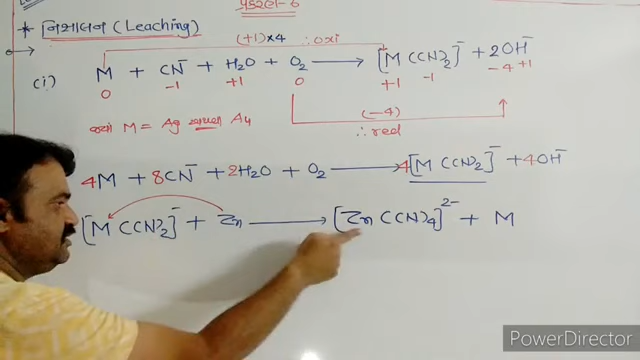 પ્રકરણ-6
* નિક્ષાલન (Leaching)
(+1)×4 ∴oxi
(i) M + CN⁻ + H₂O + O₂ → [M (CN)₂]⁻ + 2OH⁻
0 -1 +1 0 +1 -1 -4 +1
જ્યાં M = Ag અથવા Au
(-4)
∴red
4M + 8CN⁻ + 2H₂O + O₂ → 4[M (CN)₂]⁻ + 4OH⁻
[M (CN)₂]⁻ + Zn → [Zn (CN)₄]²⁻ + M
PowerDirector